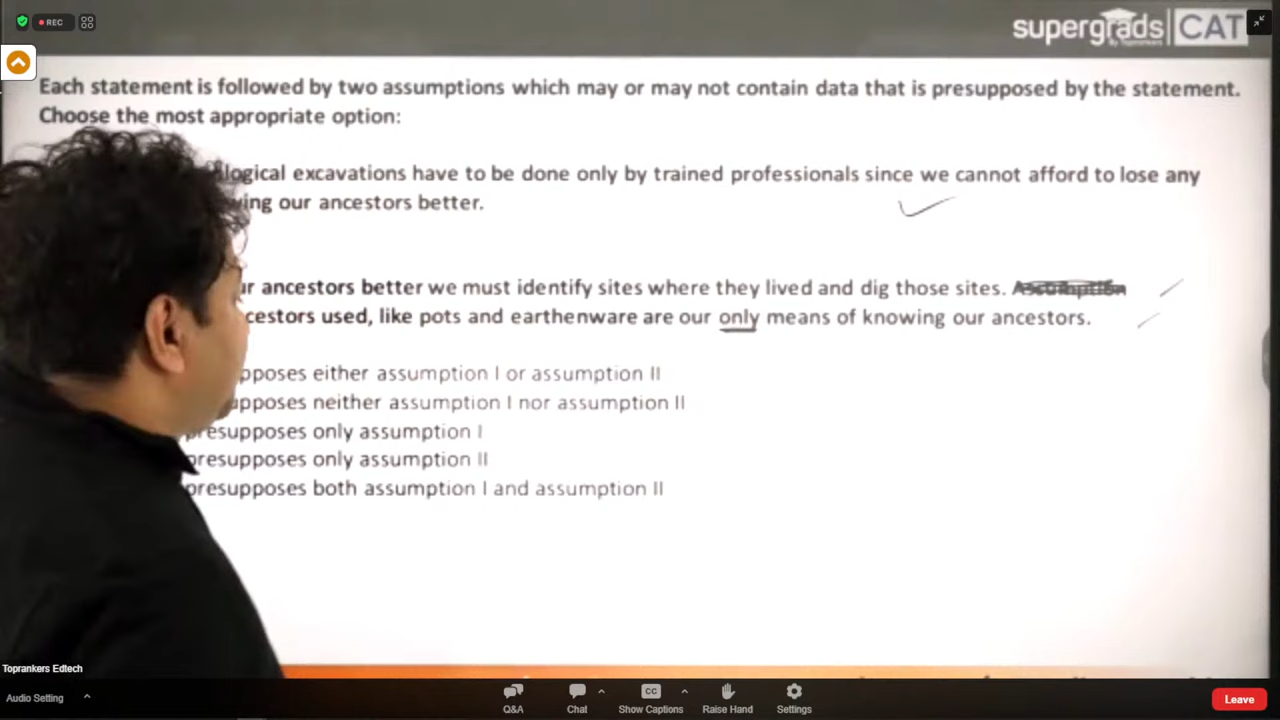 REC
supergrads CAT
By Toprankers
Each statement is followed by two assumptions which may or may not contain data that is presupposed by the statement.
Choose the most appropriate option:
logical excavations have to be done only by trained professionals since we cannot afford to lose any
wing our ancestors better.
ur ancestors better we must identify sites where they lived and dig those sites. Assumption
cestors used, like pots and earthenware are our only means of knowing our ancestors.
pposes either assumption I or assumption II
upposes neither assumption I nor assumption II
presupposes only assumption I
presupposes only assumption II
presupposes both assumption I and assumption II
Toprankers Edtech
Audio Setting
Q&A
Chat
CC
Show Captions
Raise Hand
Settings
Leave